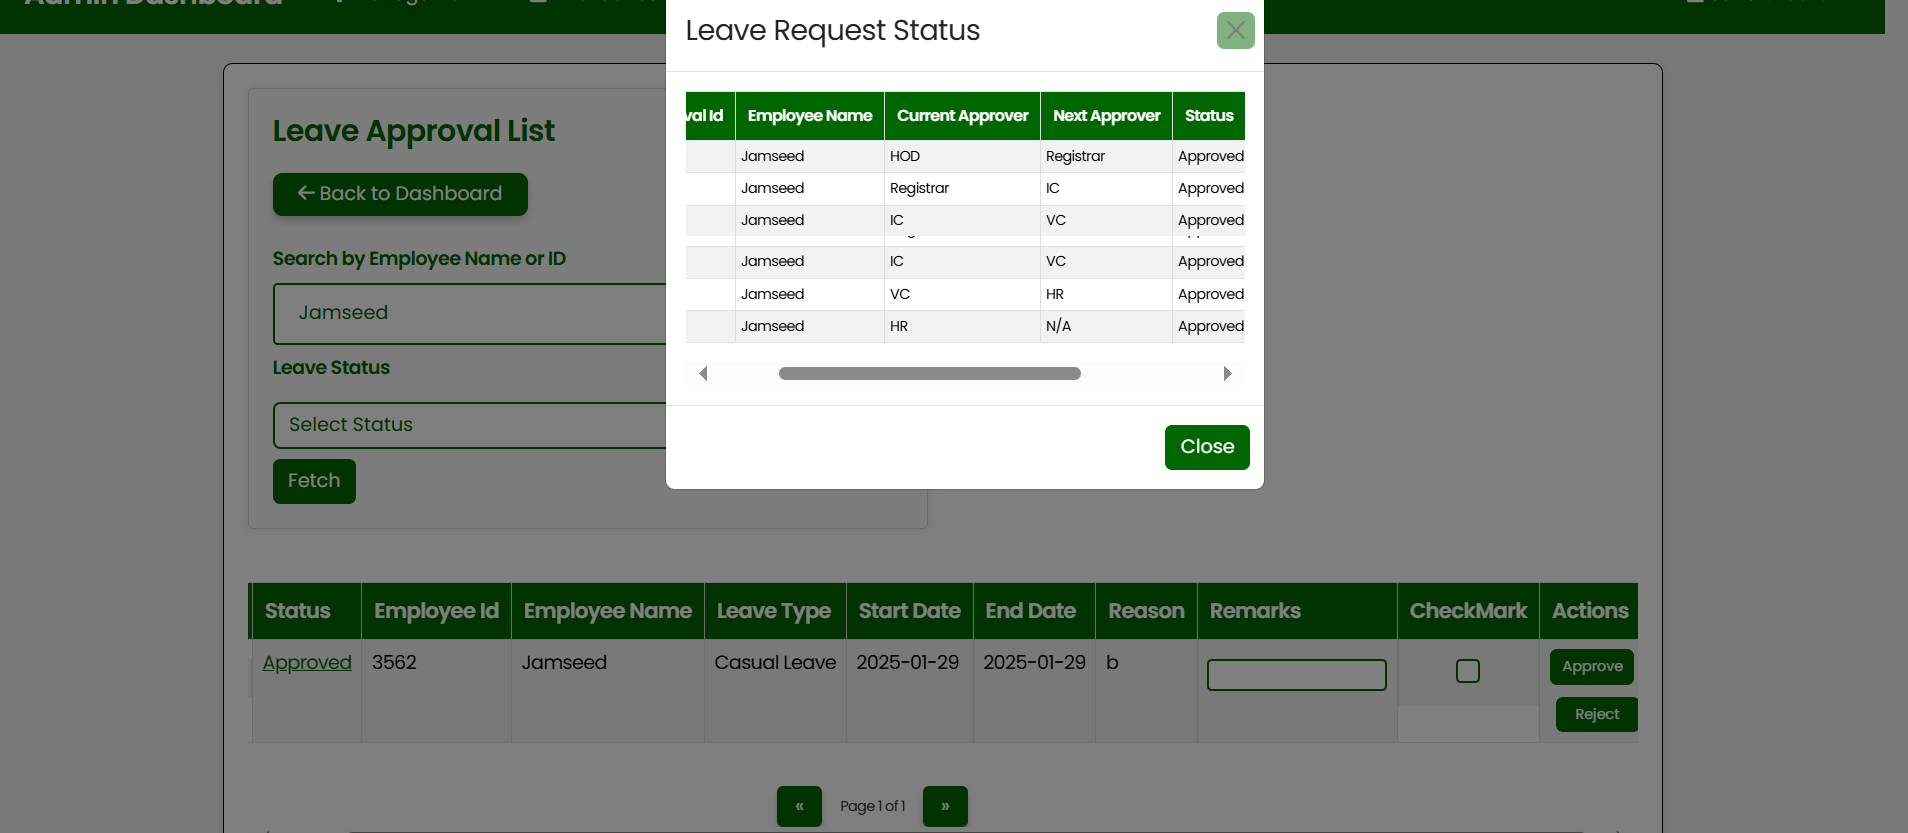 Admin Dashboard
Leave Request Status
val Id Employee Name Current Approver Next Approver Status
Jamseed HOD Registrar Approved
Jamseed Registrar IC Approved
Jamseed IC VC Approved
Jamseed IC VC Approved
Jamseed VC HR Approved
Jamseed HR N/A Approved
Close
Leave Approval List
Back to Dashboard
Search by Employee Name or ID
Jamseed
Leave Status
Select Status
Fetch
Status Employee Id Employee Name Leave Type Start Date End Date Reason Remarks CheckMark Actions
Approved 3562 Jamseed Casual Leave 2025-01-29 2025-01-29 b Approve
Reject
« Page 1 of 1 »